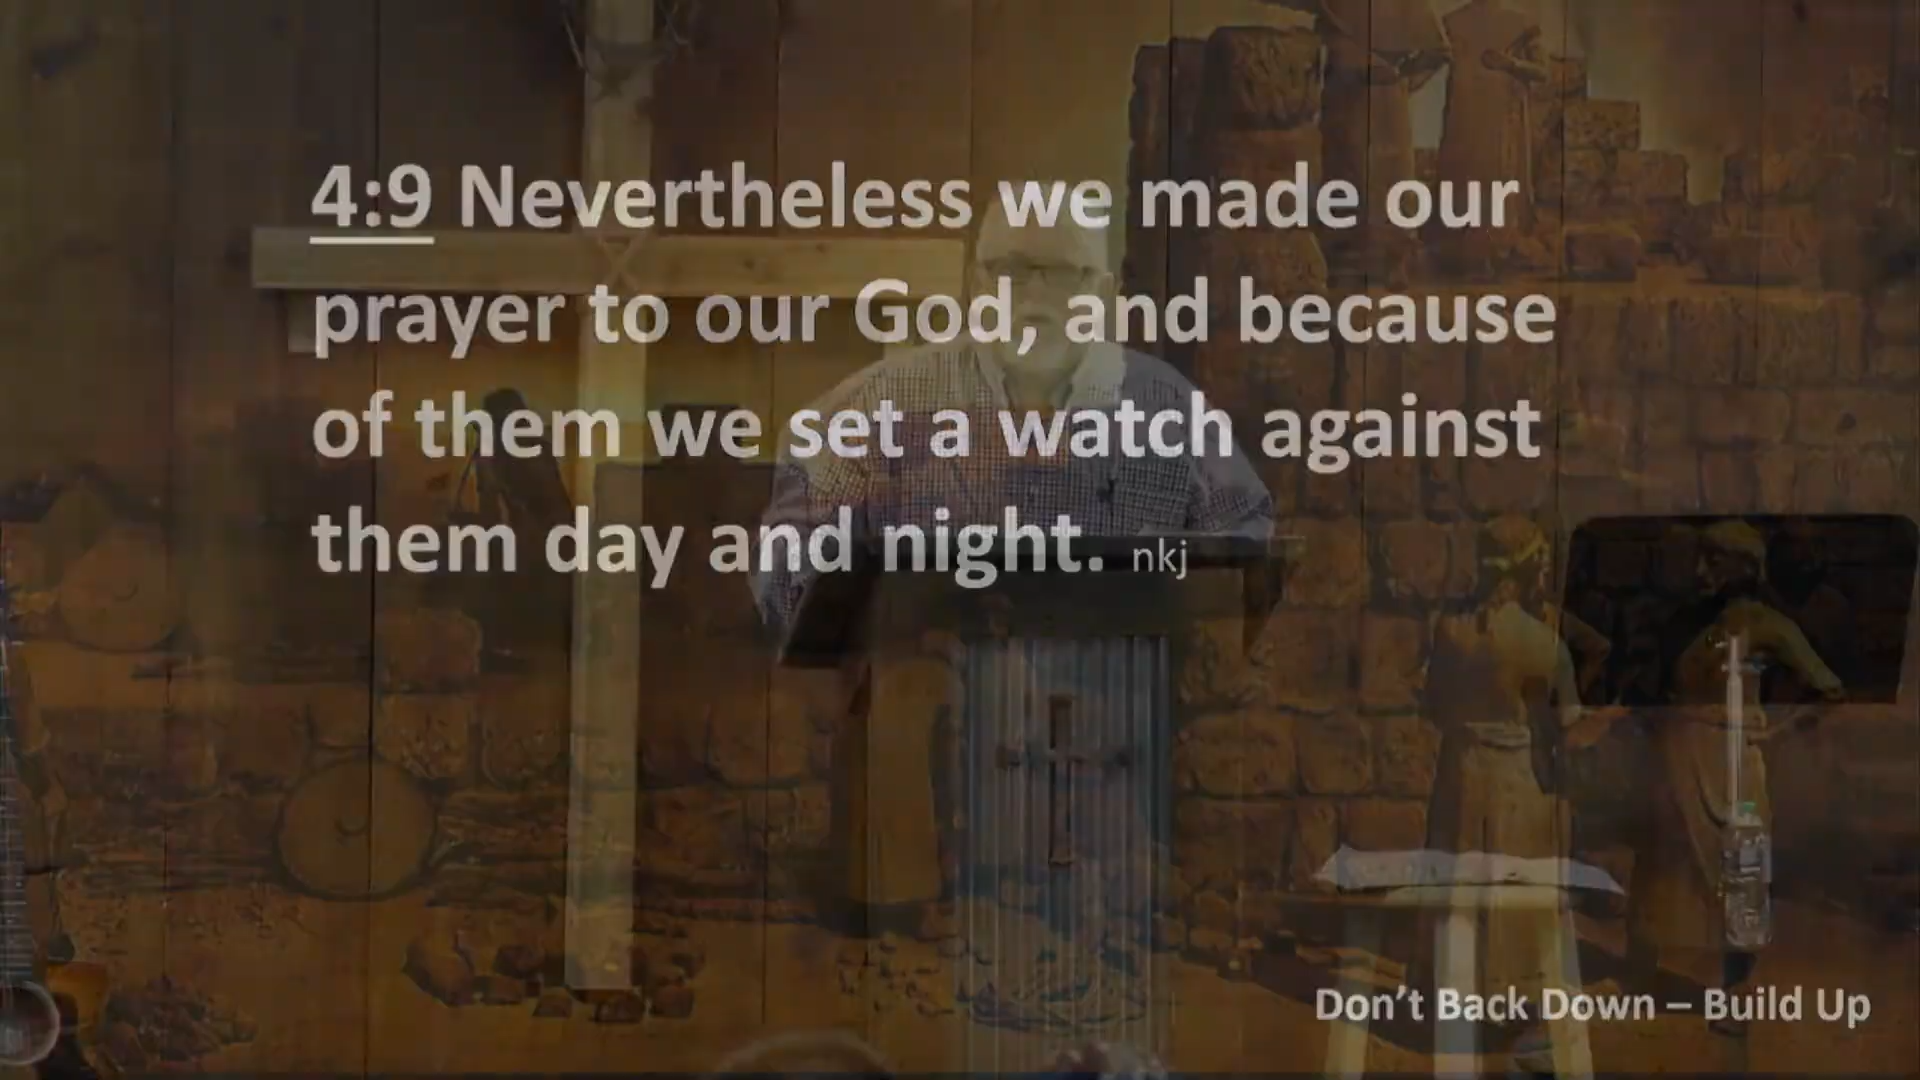 4:9 Nevertheless we made our
prayer to our God, and because
of them we set a watch against
them day and night. nkj
Don’t Back Down – Build Up